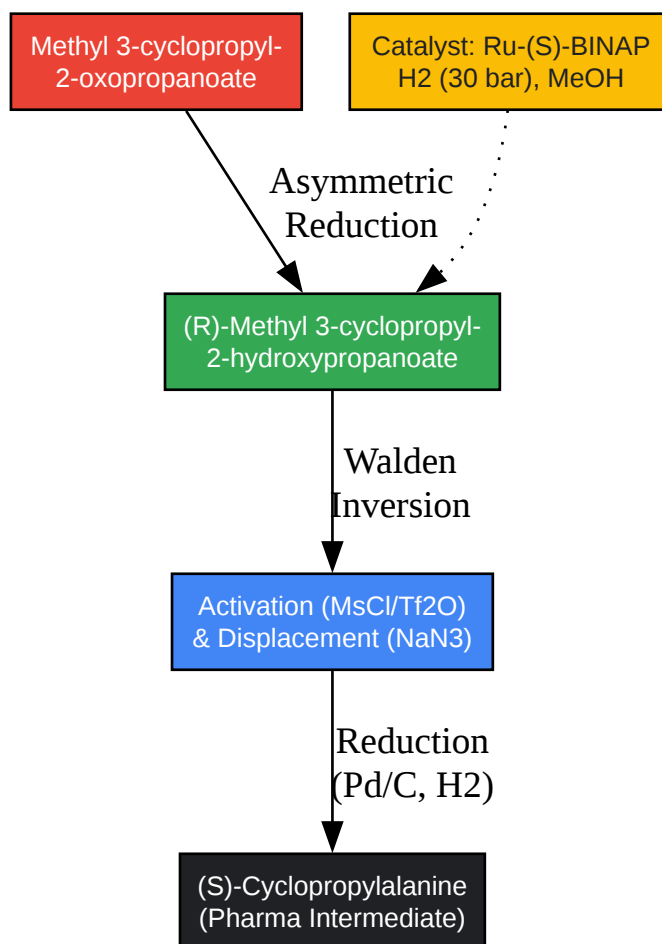 Methyl 3-cyclopropyl-
2-oxopropanoate
Catalyst: Ru-(S)-BINAP
H2 (30 bar), MeOH
Asymmetric
Reduction
(R)-Methyl 3-cyclopropyl-
2-hydroxypropanoate
Walden
Inversion
Activation (MsCl/Tf2O)
& Displacement (NaN3)
Reduction
(Pd/C, H2)
(S)-Cyclopropylalanine
(Pharma Intermediate)